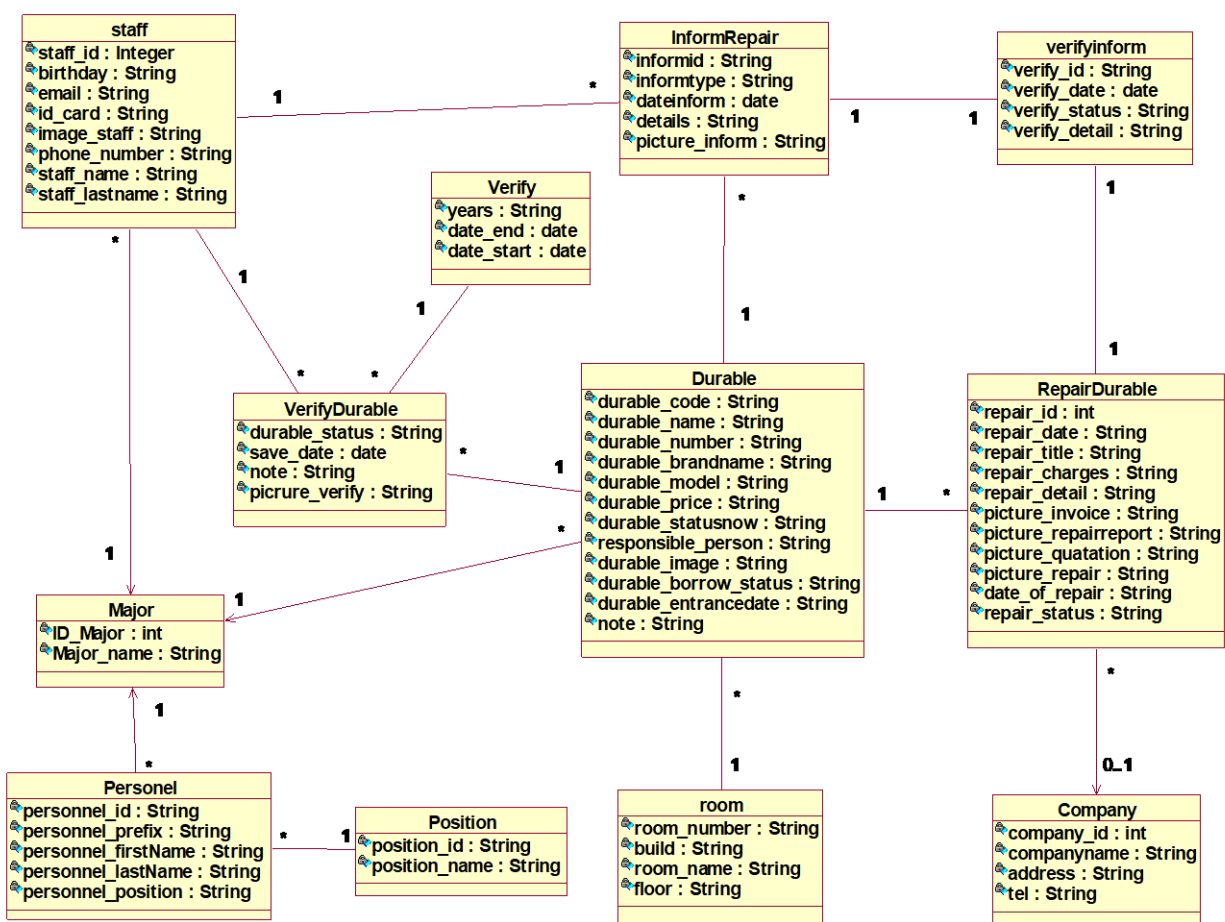 staff
staff_id : Integer
birthday : String
email : String
id_card : String
image_staff : String
phone_number : String
staff_name : String
staff_lastname : String
1
*
InformRepair
informid : String
informtype : String
dateinform : date
details : String
picture_inform : String
1
1
verifyinform
verify_id : String
verify_date : date
verify_status : String
verify_detail : String
Verify
years : String
date_end : date
date_start : date
*
1
1
*
1
*
*
1
1
VerifyDurable
durable_status : String
save_date : date
note : String
picrure_verify : String
*
1
Durable
durable_code : String
durable_name : String
durable_number : String
durable_brandname : String
durable_model : String
durable_price : String
durable_statusnow : String
responsible_person : String
durable_image : String
durable_borrow_status : String
durable_entrancedate : String
note : String
1
*
RepairDurable
repair_id : int
repair_date : String
repair_title : String
repair_charges : String
repair_detail : String
picture_invoice : String
picture_repairreport : String
picture_quatation : String
picture_repair : String
date_of_repair : String
repair_status : String
*
1
1
Major
ID_Major : int
Major_name : String
1
*
*
1
*
0..1
Personel
personnel_id : String
personnel_prefix : String
personnel_firstName : String
personnel_lastName : String
personnel_position : String
*
1
Position
position_id : String
position_name : String
room
room_number : String
build : String
room_name : String
floor : String
Company
company_id : int
companyname : String
address : String
tel : String